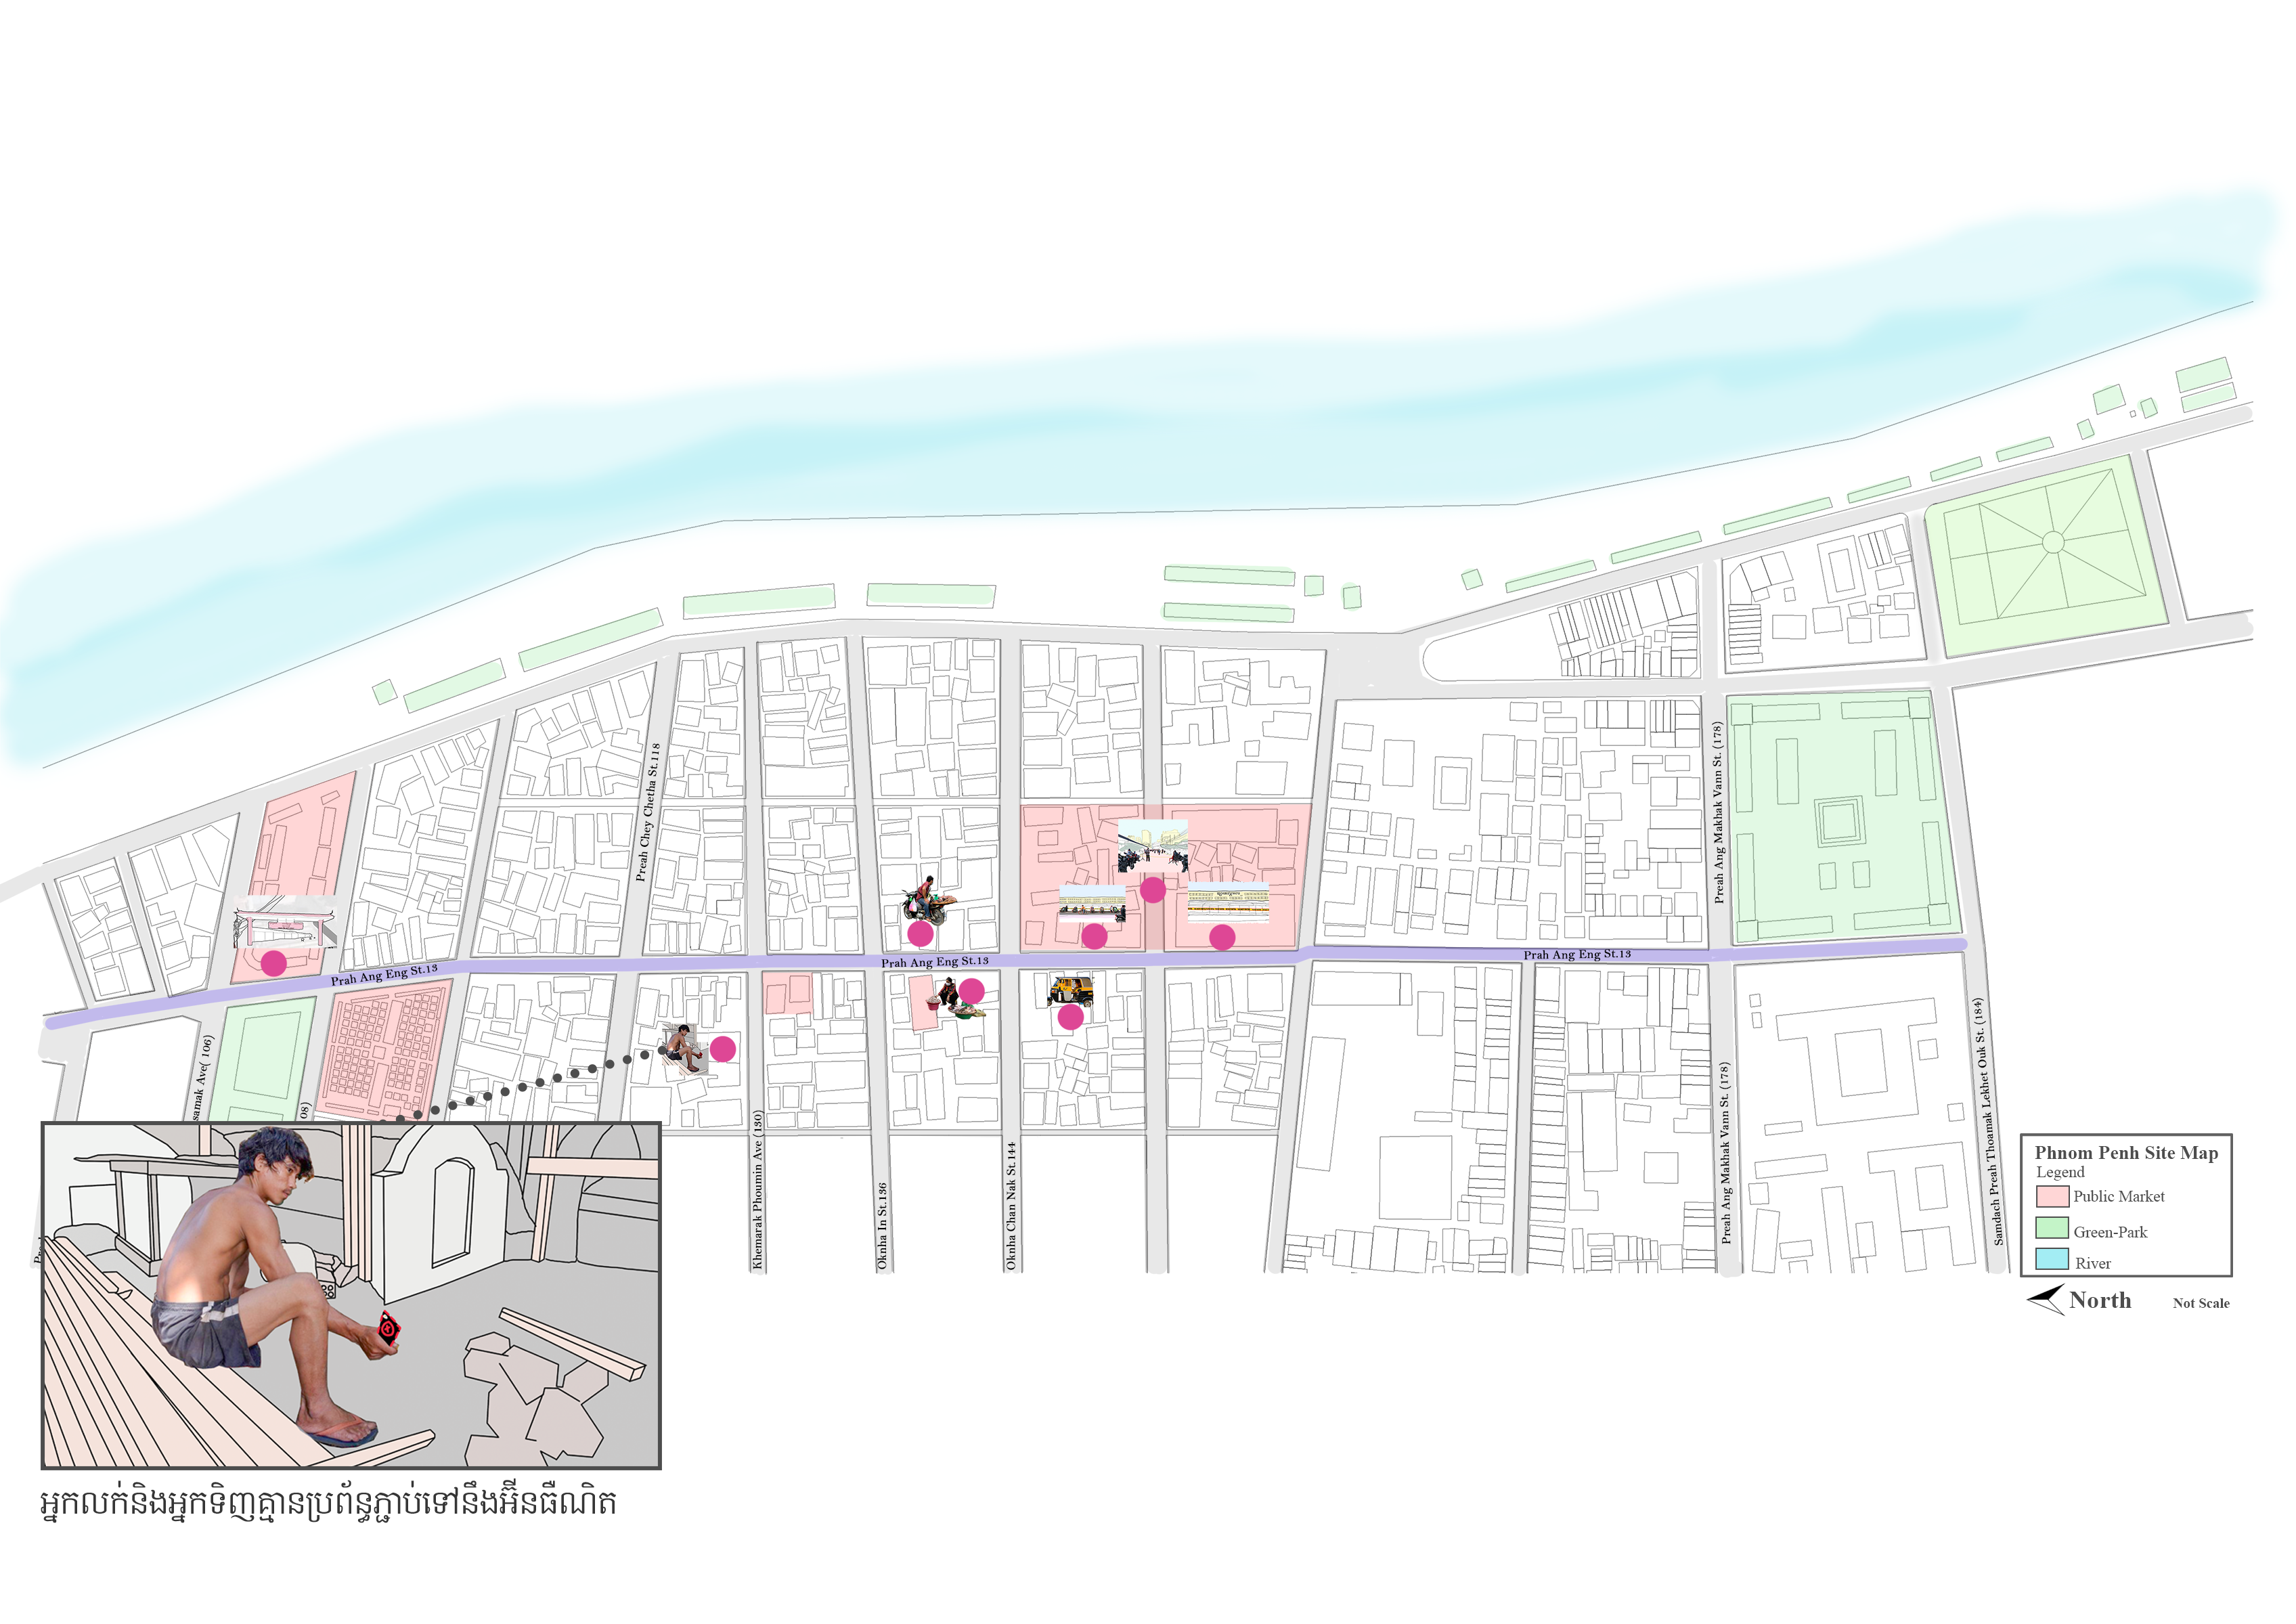 Preah Chey Chetha St.118
Preah Ang Makhak Vann St. (178)
Prah Ang Eng St.13
Prah Ang Eng St.13
Prah Ang Eng St.13
samak Ave( 106)
08)
Khemarak Phoumin Ave (130)
Oknha In St.136
Oknha Chan Nak St.144
Preah Ang Makhak Vann St. (178)
Samdach Preah Thoamak Lekhet Ouk St. (184)
Phnom Penh Site Map
Legend
Public Market
Green-Park
River
North
Not Scale
អ្នកលក់និងអ្នកទិញគ្មានប្រព័ន្ធភ្ជាប់ទៅនឹងអ៊ីនធឺណិត